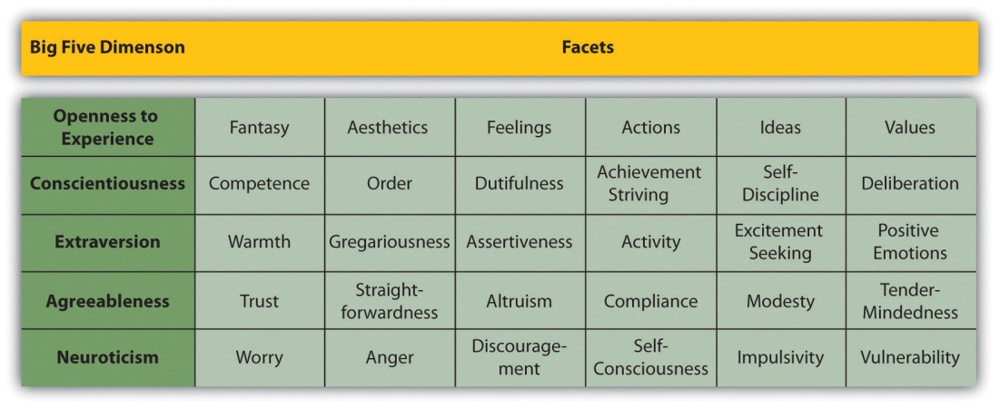 Big Five Dimenson Facets
Openness to
Experience
Fantasy
Aesthetics
Feelings
Actions
Ideas
Values
Conscientiousness
Competence
Order
Dutifulness
Achievement
Striving
Self-
Discipline
Deliberation
Extraversion
Warmth
Gregariousness
Assertiveness
Activity
Excitement
Seeking
Positive
Emotions
Agreeableness
Trust
Straight-
forwardness
Altruism
Compliance
Modesty
Tender-
Mindedness
Neuroticism
Worry
Anger
Discourage-
ment
Self-
Consciousness
Impulsivity
Vulnerability